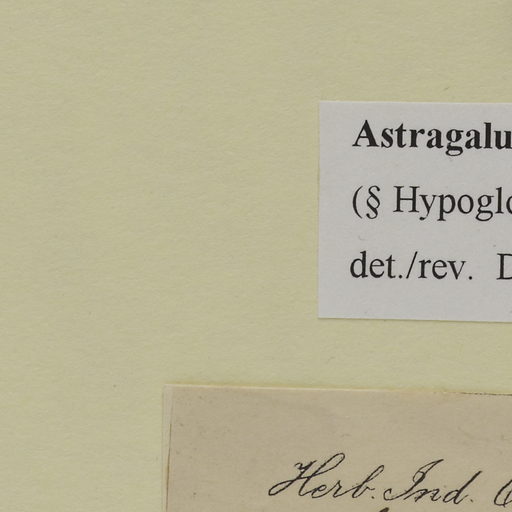 Astragalu
(§ Hypoglo
det./rev. D
Herb. Ind. O